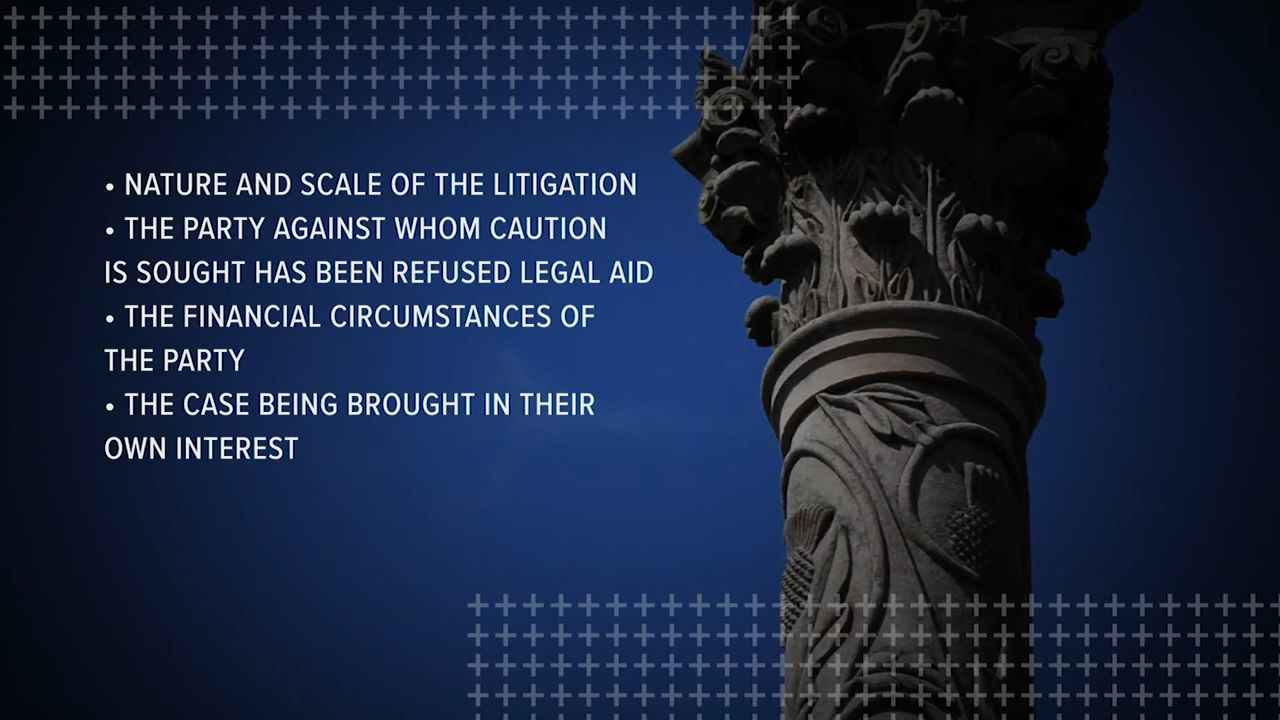 • NATURE AND SCALE OF THE LITIGATION
• THE PARTY AGAINST WHOM CAUTION
IS SOUGHT HAS BEEN REFUSED LEGAL AID
• THE FINANCIAL CIRCUMSTANCES OF
THE PARTY
• THE CASE BEING BROUGHT IN THEIR
OWN INTEREST